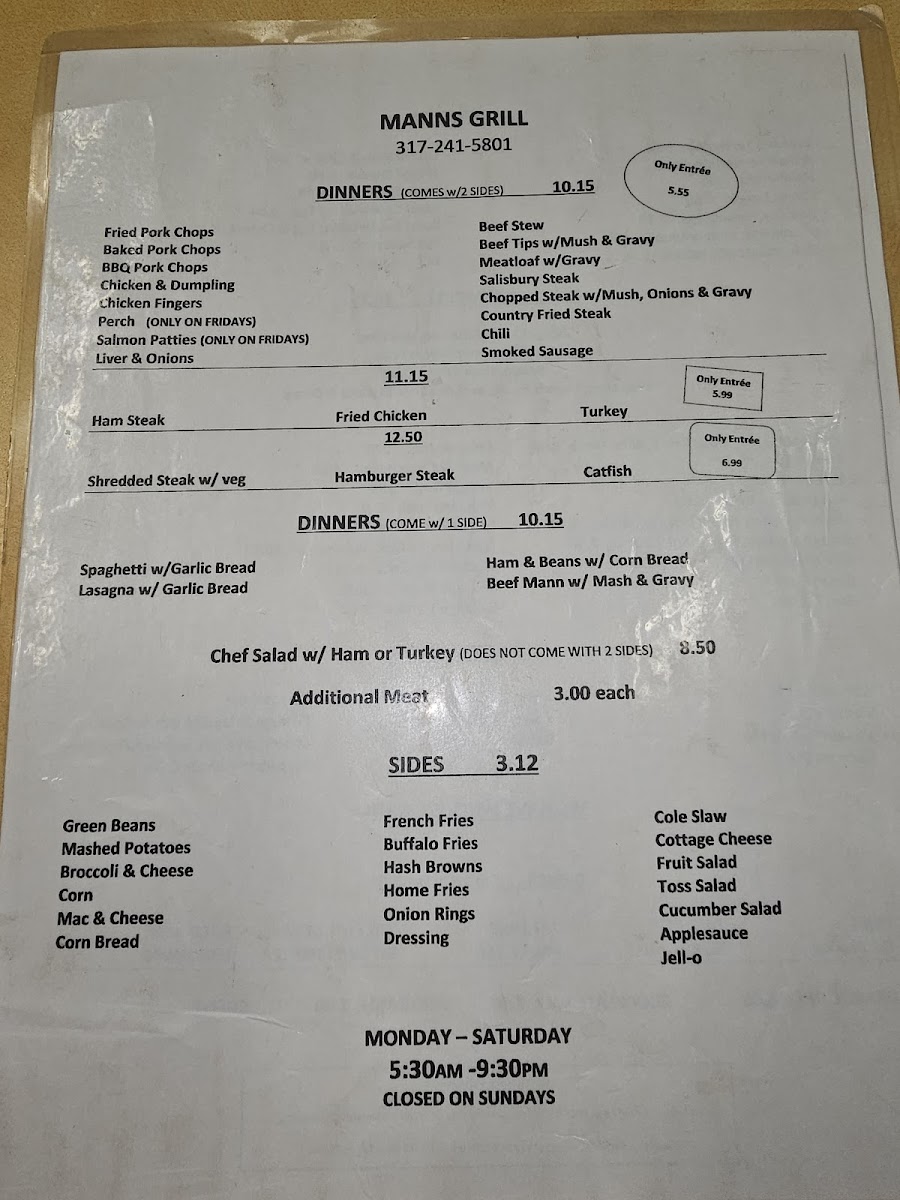 MANNS GRILL
317-241-5801
DINNERS (COMES w/2 SIDES) 10.15
Only Entrée
5.55
Fried Pork Chops
Baked Pork Chops
BBQ Pork Chops
Chicken & Dumpling
Chicken Fingers
Perch (ONLY ON FRIDAYS)
Salmon Patties (ONLY ON FRIDAYS)
Liver & Onions
Beef Stew
Beef Tips w/Mush & Gravy
Meatloaf w/Gravy
Salisbury Steak
Chopped Steak w/Mush, Onions & Gravy
Country Fried Steak
Chili
Smoked Sausage
11.15
Only Entrée
5.99
Ham Steak Fried Chicken Turkey
12.50
Only Entrée
6.99
Shredded Steak w/ veg Hamburger Steak Catfish
DINNERS (COME w/ 1 SIDE) 10.15
Spaghetti w/Garlic Bread
Lasagna w/ Garlic Bread
Ham & Beans w/ Corn Bread
Beef Mann w/ Mash & Gravy
Chef Salad w/ Ham or Turkey (DOES NOT COME WITH 2 SIDES) 8.50
Additional Meat 3.00 each
SIDES 3.12
Green Beans
Mashed Potatoes
Broccoli & Cheese
Corn
Mac & Cheese
Corn Bread
French Fries
Buffalo Fries
Hash Browns
Home Fries
Onion Rings
Dressing
Cole Slaw
Cottage Cheese
Fruit Salad
Toss Salad
Cucumber Salad
Applesauce
Jell-o
MONDAY – SATURDAY
5:30AM -9:30PM
CLOSED ON SUNDAYS